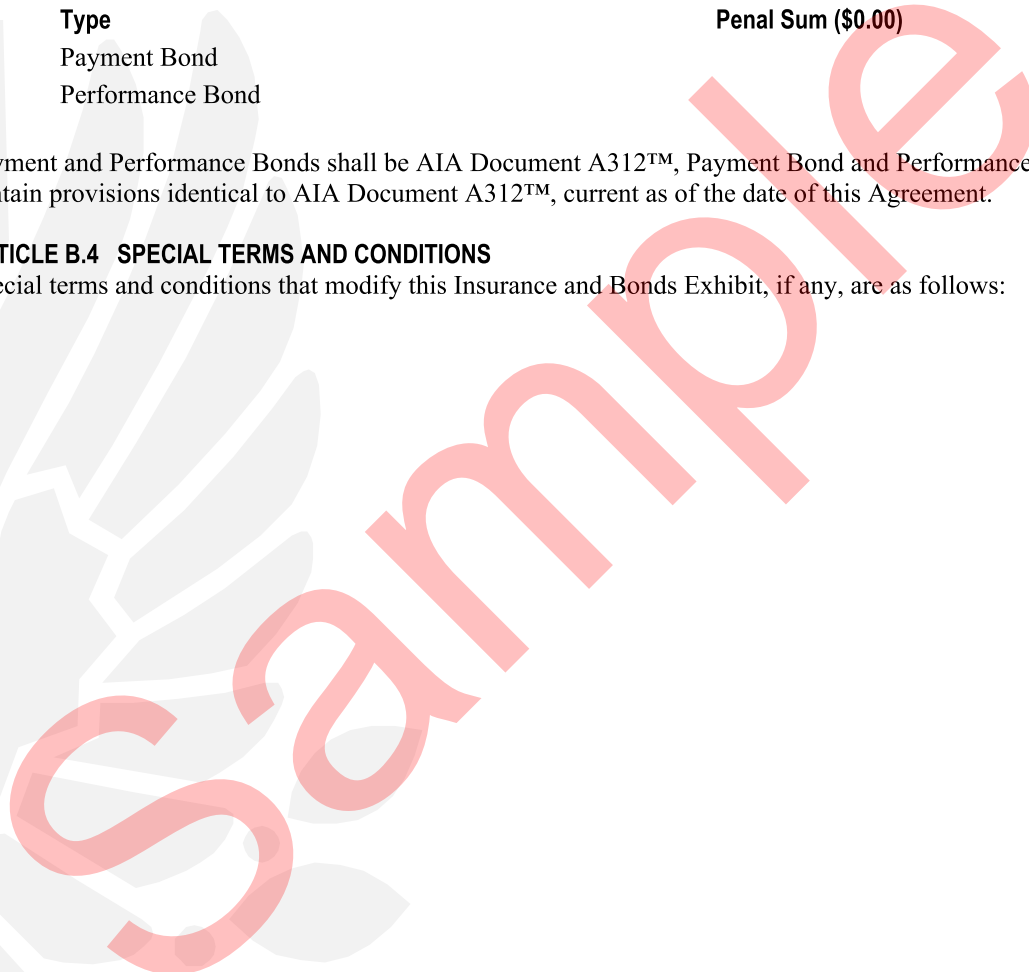 Type Penal Sum ($0.00)
Payment Bond
Performance Bond
yment and Performance Bonds shall be AIA Document A312™, Payment Bond and Performance
ntain provisions identical to AIA Document A312™, current as of the date of this Agreement.
TICLE B.4 SPECIAL TERMS AND CONDITIONS
ecial terms and conditions that modify this Insurance and Bonds Exhibit, if any, are as follows:
Sample